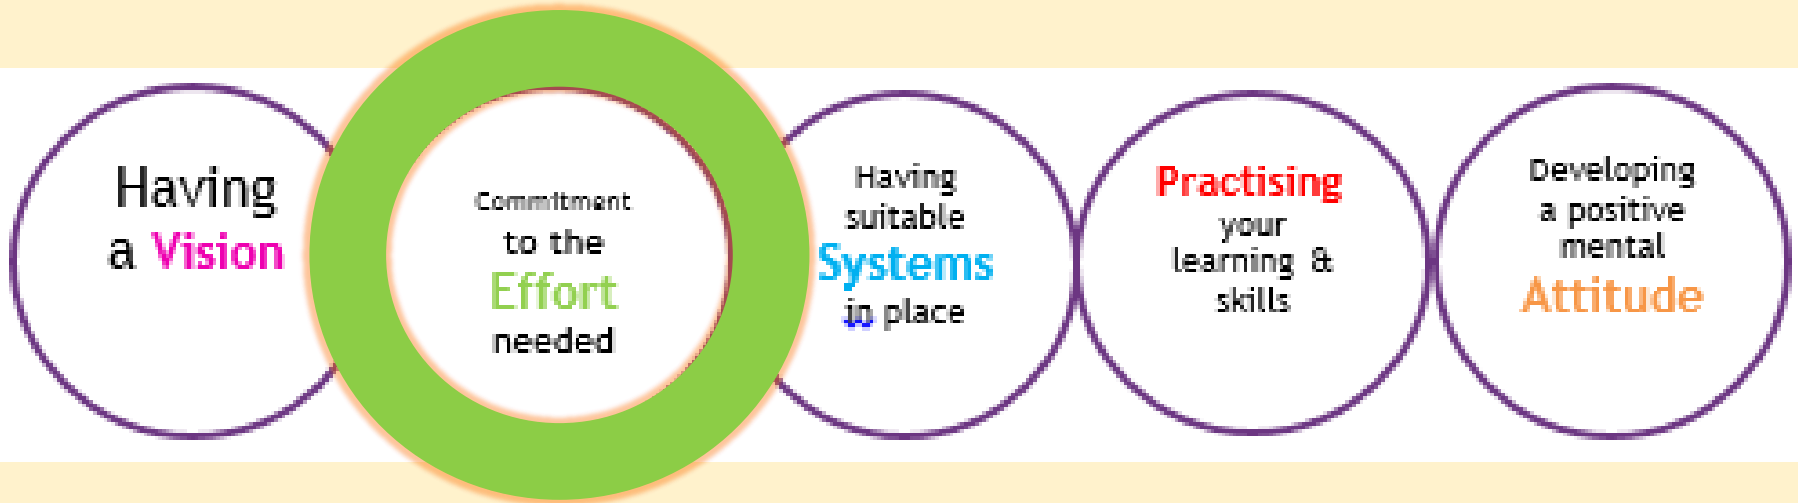 Having
a Vision
Commitment
to the
Effort
needed
Having
suitable
Systems
in place
Practising
your
learning &
skills
Developing
a positive
mental
Attitude